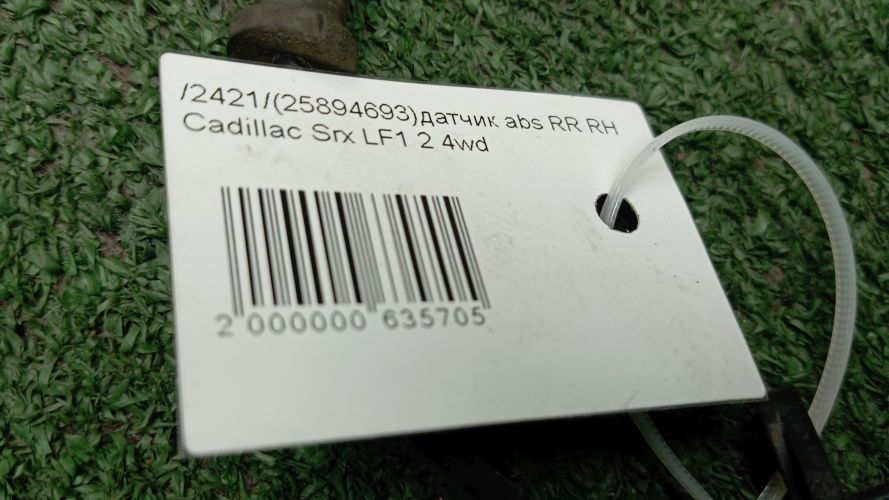 /2421/(25894693)датчик abs RR RH
Cadillac Srx LF1 2 4wd
2 000000 635705